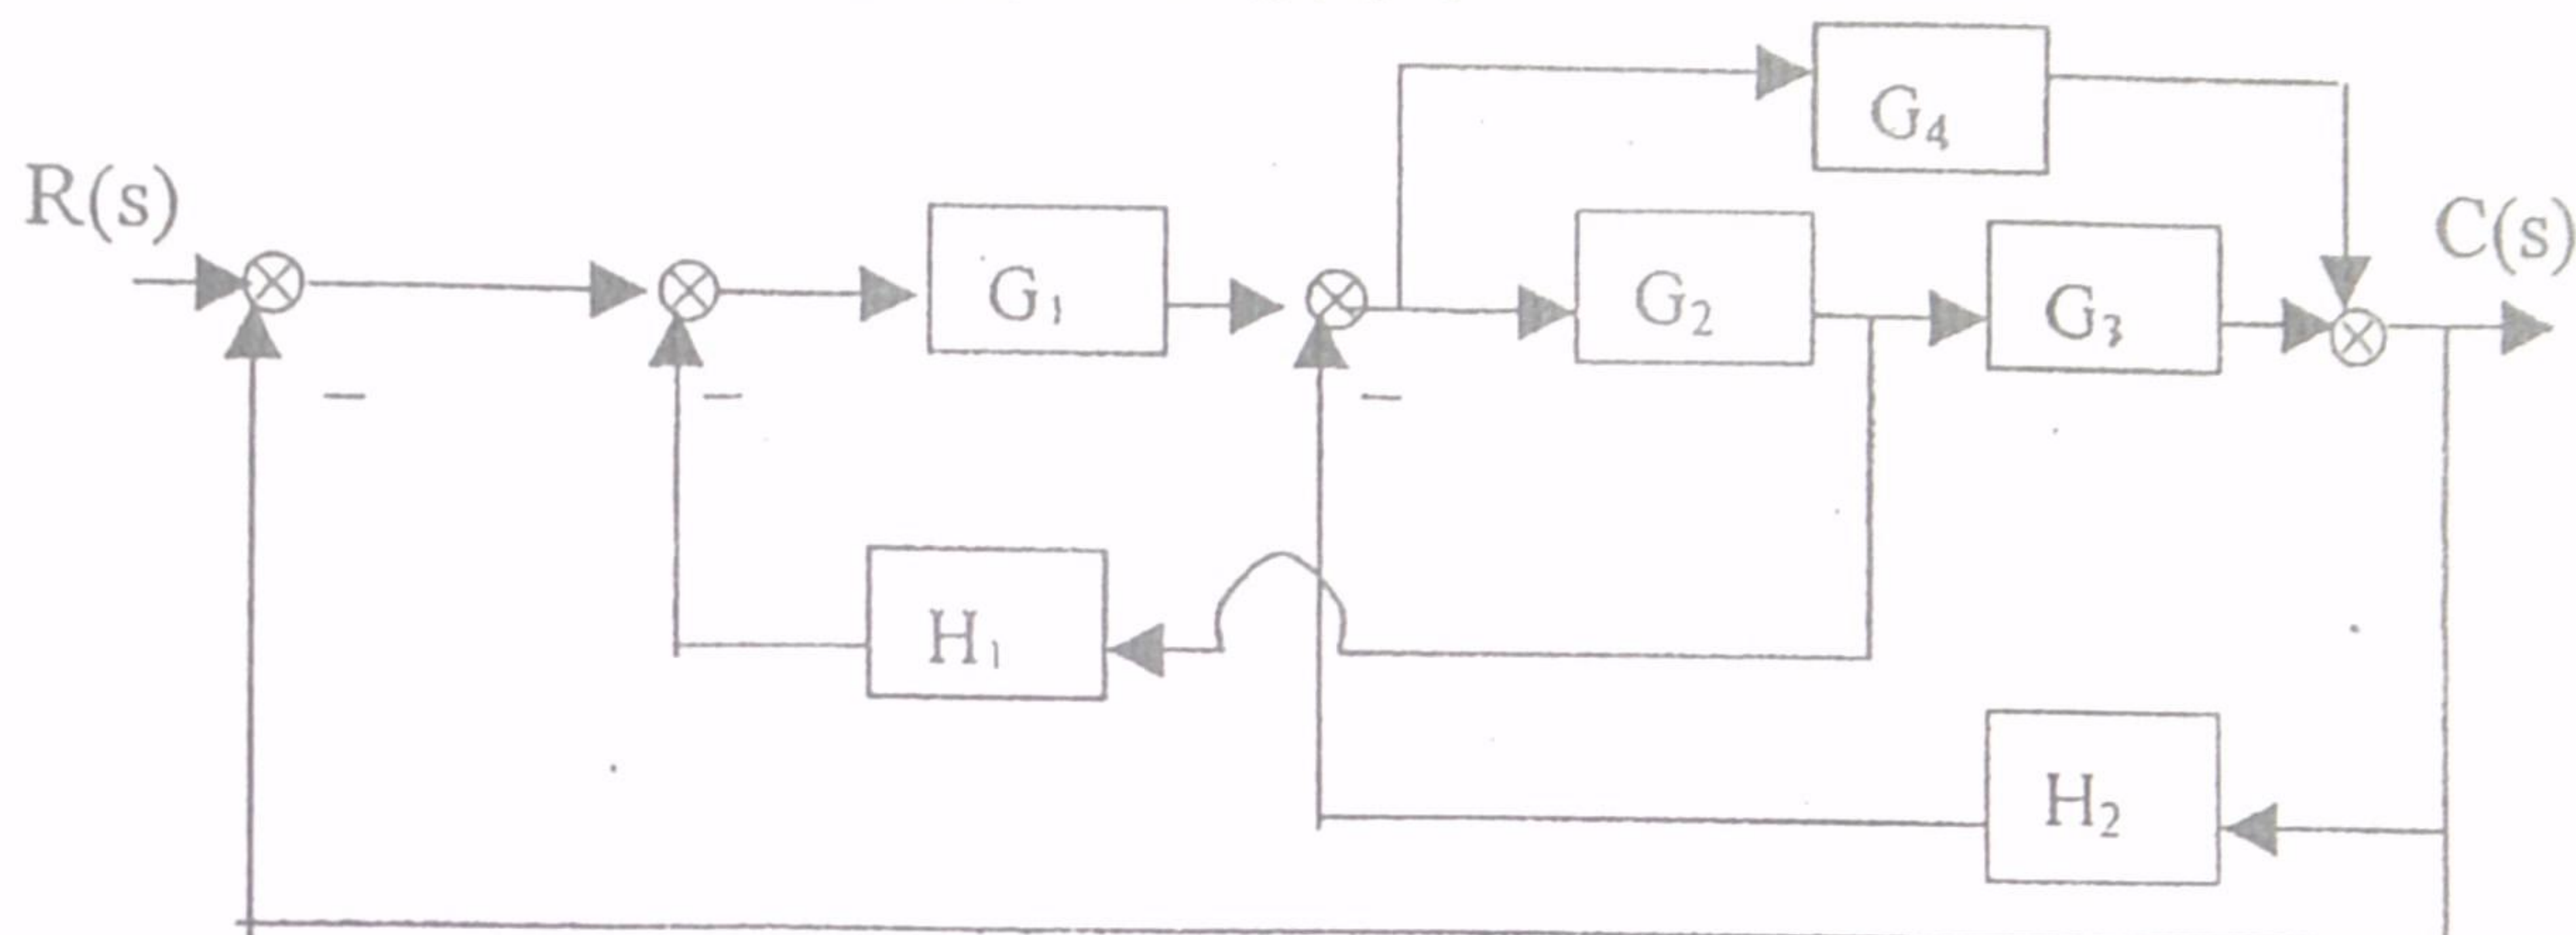 G₄
R(s)
C(s)
G₁
G₂
G₃
−
−
−
H₁
H₂